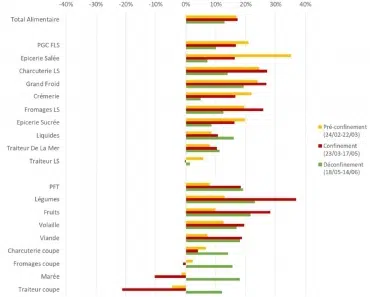 -40% -30% -20% -10% 0% 10% 20% 30% 40%
Total Alimentaire
PGC FLS
Epicerie Salée
Charcuterie LS
Grand Froid
Crèmerie
Fromages LS
Epicerie Sucrée
Liquides
Traiteur De La Mer
Traiteur LS
PFT
Légumes
Fruits
Volaille
Viande
Charcuterie coupe
Fromages coupe
Marée
Traiteur coupe
Pré-confinement
(24/02-22/03)
Confinement
(23/03-17/05)
Déconfinement
(18/05-14/06)